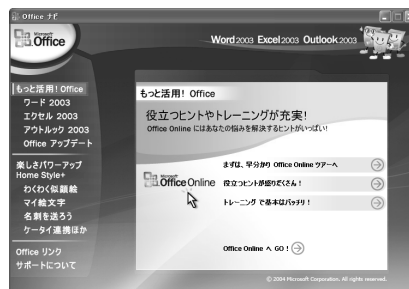 Office ナビ
Microsoft
Office
Word2003 Excel2003 Outlook2003
もっと活用! Office
ワード 2003
エクセル 2003
アウトルック 2003
Office アップデート
楽しさパワーアップ
Home Style+
わくわく似顔絵
マイ絵文字
名刺を送ろう
ケータイ連携ほか
Office リンク
サポートについて
もっと活用! Office
役立つヒントやトレーニングが充実!
Office Online にはあなたの悩みを解決するヒントがいっぱい!
Microsoft
Office Online
まずは、早分かり Office Online ツアーへ
役立つヒントが盛りだくさん!
トレーニング で基本はバッチリ!
Office Online へ GO!
© 2004 Microsoft Corporation. All rights reserved.